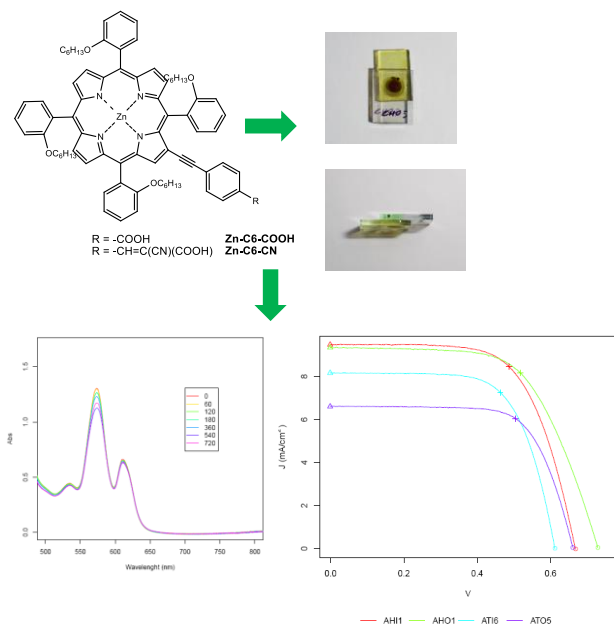 C6H13O
C6H13O
N
N
Zn
N
N
OC6H13
OC6H13
R
R = -COOH Zn-C6-COOH
R = -CH=C(CN)(COOH) Zn-C6-CN
1.5
1.0
0.5
0.0
Abs
0
60
120
180
360
540
720
500
550
600
650
700
750
800
Wavelenght (nm)
8
6
4
2
0
J (mA/cm²)
0.0
0.2
0.4
0.6
V
AHI1
AHO1
ATI6
ATO5